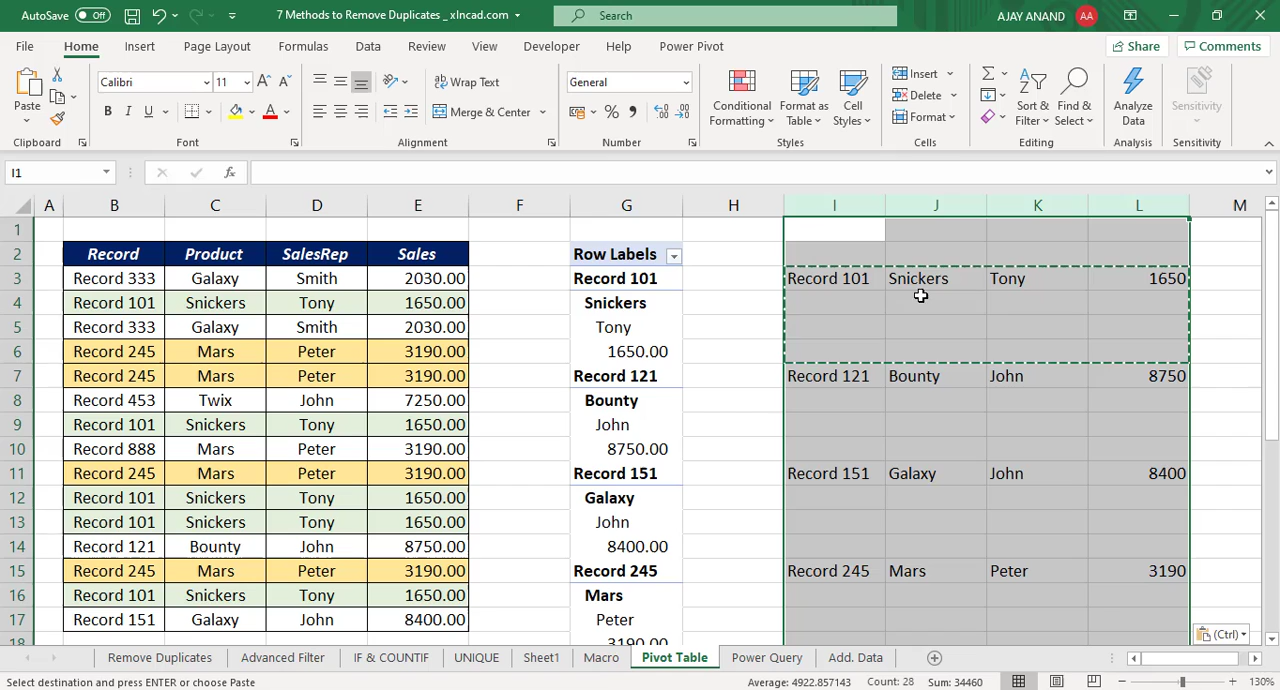 AutoSave Off 7 Methods to Remove Duplicates _ xlncad.com Search AJAY ANAND AA
File Home Insert Page Layout Formulas Data Review View Developer Help Power Pivot Share Comments
Paste Calibri 11 A A Wrap Text General Conditional Formatting Format as Table Cell Styles Insert Sort & Filter Find & Select Analyze Data Sensitivity
B I U A Merge & Center % Delete
Format
Clipboard Font Alignment Number Styles Cells Editing Analysis Sensitivity
I1 fx
A B C D E F G H I J K L M
1
2 Record Product SalesRep Sales Row Labels
3 Record 333 Galaxy Smith 2030.00 Record 101 Record 101 Snickers Tony 1650
4 Record 101 Snickers Tony 1650.00 Snickers
5 Record 333 Galaxy Smith 2030.00 Tony
6 Record 245 Mars Peter 3190.00 1650.00
7 Record 245 Mars Peter 3190.00 Record 121 Record 121 Bounty John 8750
8 Record 453 Twix John 7250.00 Bounty
9 Record 101 Snickers Tony 1650.00 John
10 Record 888 Mars Peter 3190.00 8750.00
11 Record 245 Mars Peter 3190.00 Record 151 Record 151 Galaxy John 8400
12 Record 101 Snickers Tony 1650.00 Galaxy
13 Record 101 Snickers Tony 1650.00 John
14 Record 121 Bounty John 8750.00 8400.00
15 Record 245 Mars Peter 3190.00 Record 245 Record 245 Mars Peter 3190
16 Record 101 Snickers Tony 1650.00 Mars
17 Record 151 Galaxy John 8400.00 Peter
18 3190.00
(Ctrl)
Remove Duplicates Advanced Filter IF & COUNTIF UNIQUE Sheet1 Macro Pivot Table Power Query Add. Data
Select destination and press ENTER or choose Paste Average: 4922.857143 Count: 28 Sum: 34460 130%